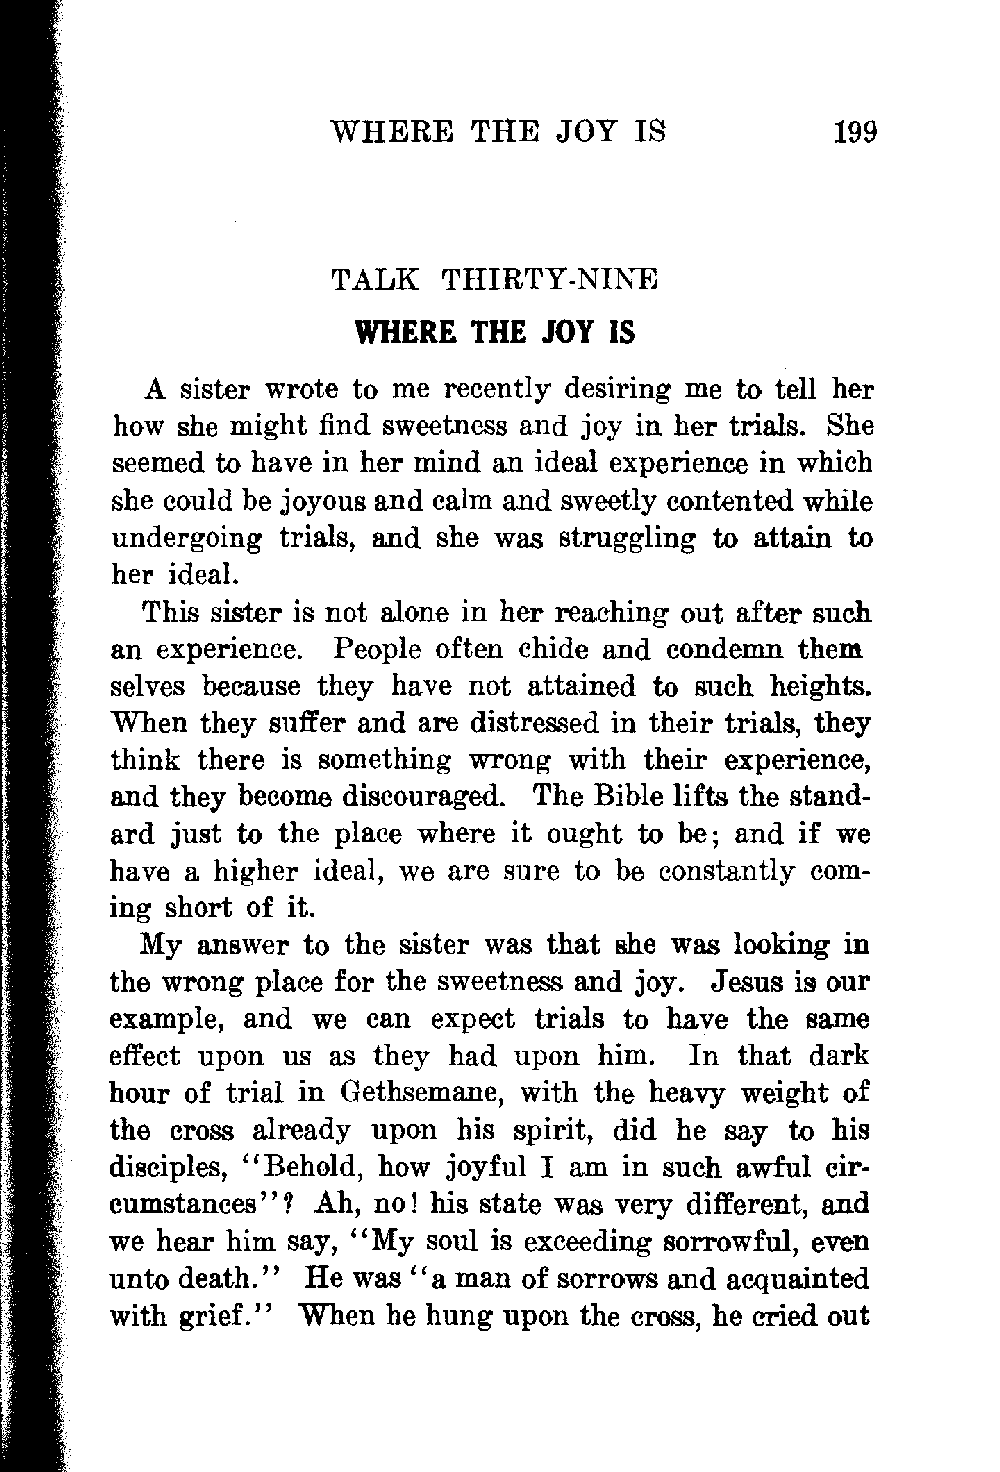 WHERE THE JOY IS 199
TALK THIRTY-NINE
WHERE THE JOY IS
A sister wrote to me recently desiring me to tell her
how she might find sweetness and joy in her trials. She
seemed to have in her mind an ideal experience in which
she could be joyous and calm and sweetly contented while
undergoing trials, and she was struggling to attain to
her ideal.
This sister is not alone in her reaching out after such
an experience. People often chide and condemn them
selves because they have not attained to such heights.
When they suffer and are distressed in their trials, they
think there is something wrong with their experience,
and they become discouraged. The Bible lifts the stand-
ard just to the place where it ought to be; and if we
have a higher ideal, we are sure to be constantly com-
ing short of it.
My answer to the sister was that she was looking in
the wrong place for the sweetness and joy. Jesus is our
example, and we can expect trials to have the same
effect upon us as they had upon him. In that dark
hour of trial in Gethsemane, with the heavy weight of
the cross already upon his spirit, did he say to his
disciples, "Behold, how joyful I am in such awful cir-
cumstances"? Ah, no! his state was very different, and
we hear him say, "My soul is exceeding sorrowful, even
unto death." He was "a man of sorrows and acquainted
with grief." When he hung upon the cross, he cried out